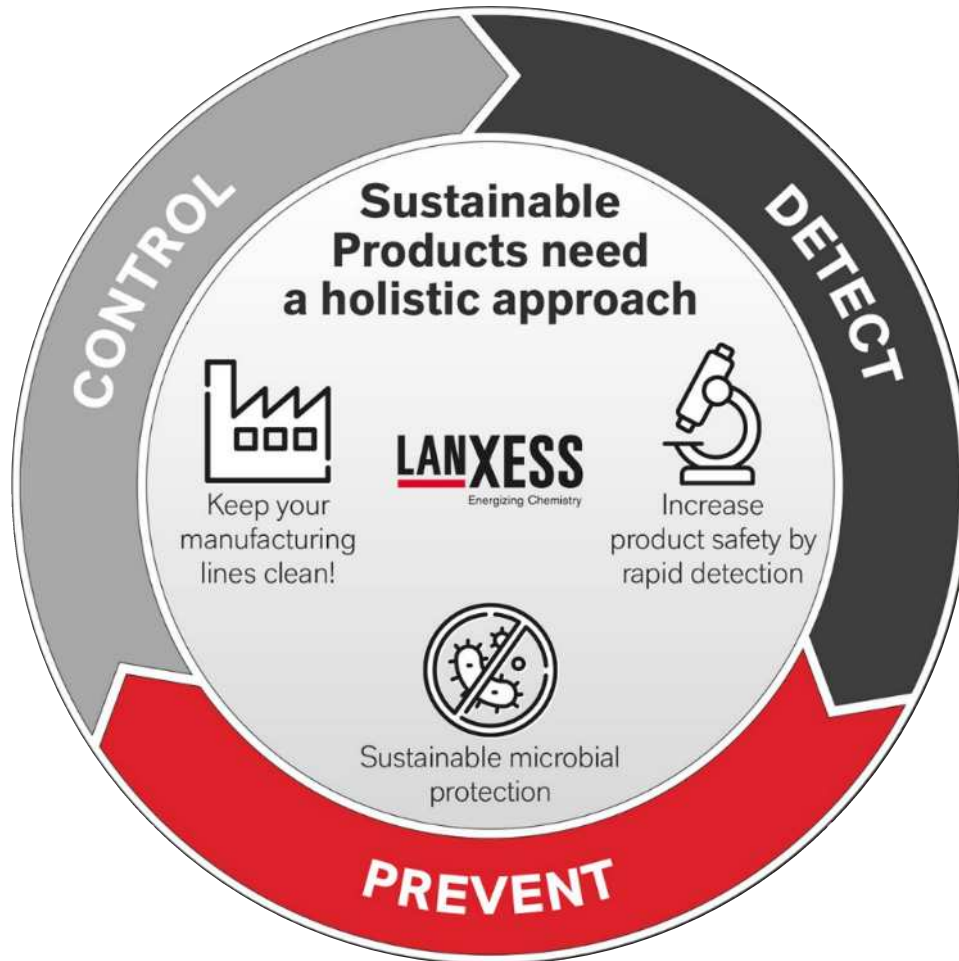 CONTROL
DETECT
Sustainable
Products need
a holistic approach
Keep your
manufacturing
lines clean!
LANXESS
Energizing Chemistry
Increase
product safety by
rapid detection
Sustainable microbial
protection
PREVENT